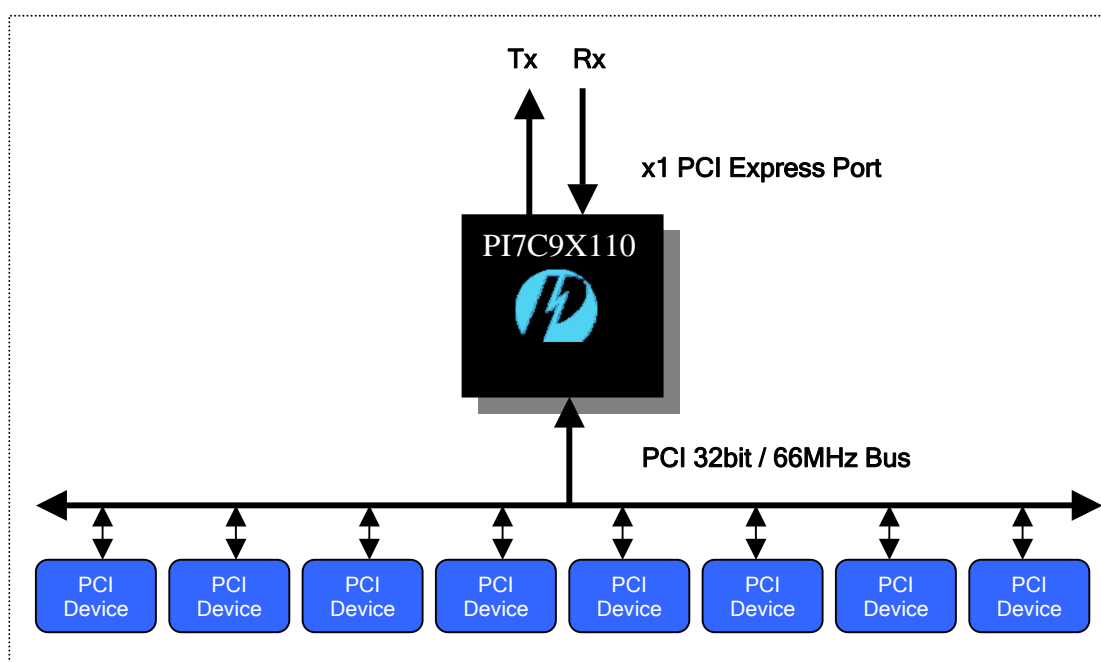 Tx Rx
x1 PCI Express Port
PI7C9X110
PCI 32bit / 66MHz Bus
PCI
Device
PCI
Device
PCI
Device
PCI
Device
PCI
Device
PCI
Device
PCI
Device
PCI
Device